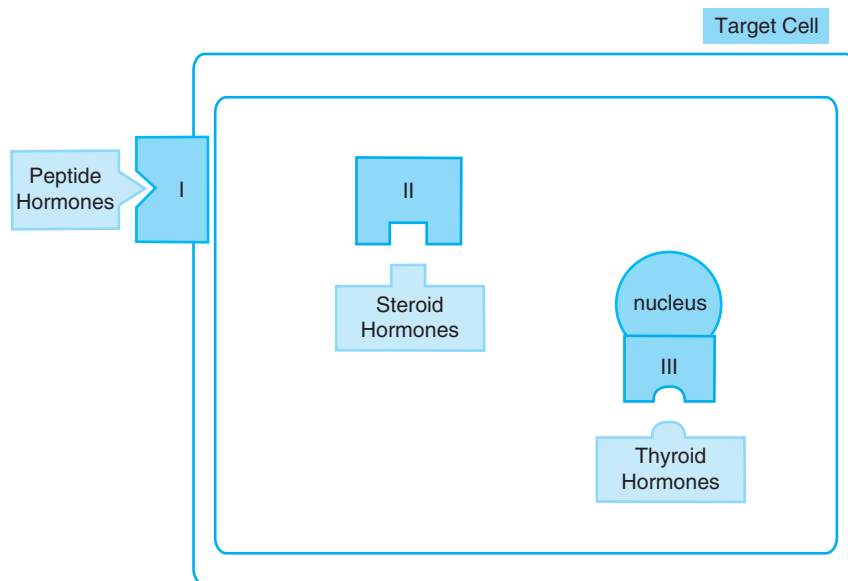 Target Cell
Peptide
Hormones
I
II
Steroid
Hormones
nucleus
III
Thyroid
Hormones